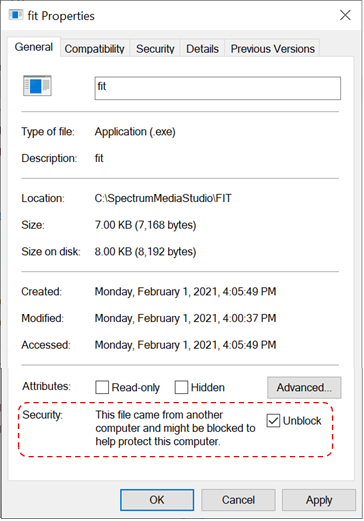 fit Properties
General Compatibility Security Details Previous Versions
fit
Type of file: Application (.exe)
Description: fit
Location: C:\SpectrumMediaStudio\FIT
Size: 7.00 KB (7,168 bytes)
Size on disk: 8.00 KB (8,192 bytes)
Created: Monday, February 1, 2021, 4:05:49 PM
Modified: Monday, February 1, 2021, 4:00:37 PM
Accessed: Monday, February 1, 2021, 4:05:49 PM
Attributes: Read-only Hidden Advanced...
Security: This file came from another Unblock
computer and might be blocked to
help protect this computer.
OK Cancel Apply